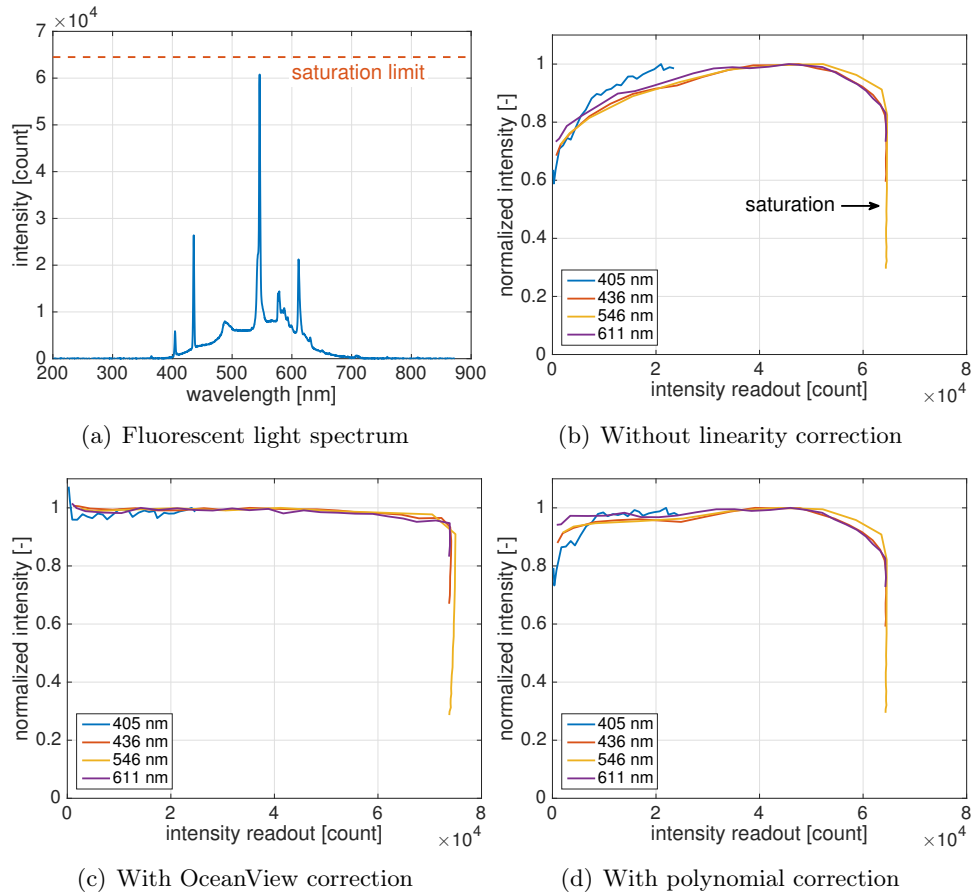 ×10⁴
7
6
5
4
3
2
1
0
intensity [count]
saturation limit
200 300 400 500 600 700 800 900
wavelength [nm]
(a) Fluorescent light spectrum
1
0.8
0.6
0.4
0.2
0
normalized intensity [-]
saturation
405 nm
436 nm
546 nm
611 nm
0 2 4 6 8
intensity readout [count]
×10⁴
(b) Without linearity correction
1
0.8
0.6
0.4
0.2
0
normalized intensity [-]
405 nm
436 nm
546 nm
611 nm
0 2 4 6 8
intensity readout [count]
×10⁴
(c) With OceanView correction
1
0.8
0.6
0.4
0.2
0
normalized intensity [-]
405 nm
436 nm
546 nm
611 nm
0 2 4 6 8
intensity readout [count]
×10⁴
(d) With polynomial correction